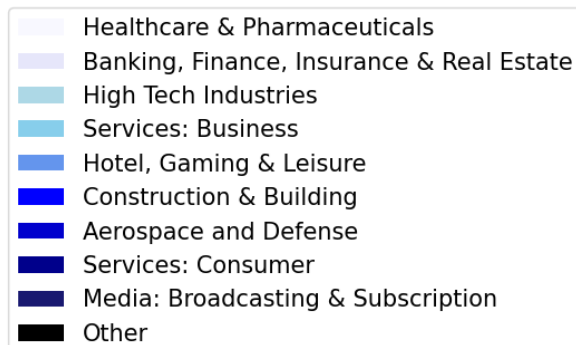 Healthcare & Pharmaceuticals
Banking, Finance, Insurance & Real Estate
High Tech Industries
Services: Business
Hotel, Gaming & Leisure
Construction & Building
Aerospace and Defense
Services: Consumer
Media: Broadcasting & Subscription
Other